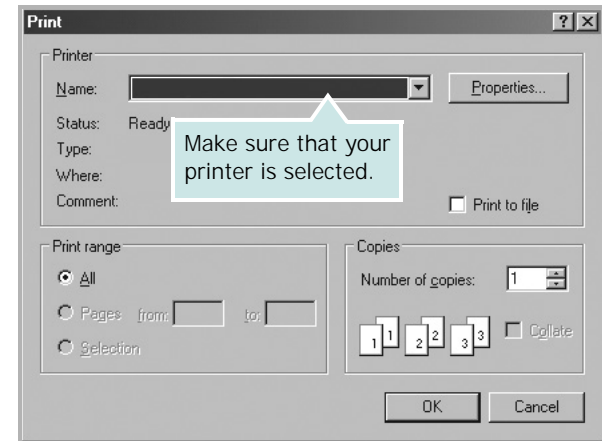 Print
Printer
Name:
Properties...
Status: Ready
Type:
Where:
Comment:
Make sure that your
printer is selected.
Print to file
Print range
All
Pages from: to:
Selection
Copies
Number of copies: 1
1 1 2 2 3 3
Collate
OK Cancel